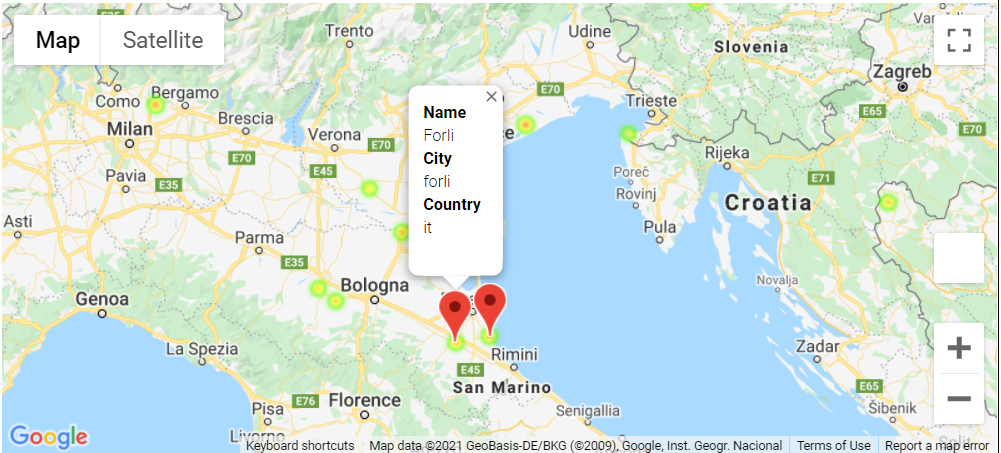 Map
Satellite
Trento
Udine
Slovenia
Zagreb
Como
Bergamo
E70
Trieste
E65
Milan
Brescia
Verona
E70
E70
Rijeka
Pavia
E35
E45
Poreč
Rovinj
E71
Croatia
Pula
Asti
Parma
E35
Bologna
Genoa
Novalja
Name
Forli
City
forli
Country
it
La Spezia
Rimini
Zadar
E45
San Marino
E65
E76
Florence
Pisa
Senigallia
Šibenik
Livorno
Split
Google
Keyboard shortcuts
Map data ©2021 GeoBasis-DE/BKG (©2009), Google, Inst. Geogr. Nacional
Terms of Use
Report a map error